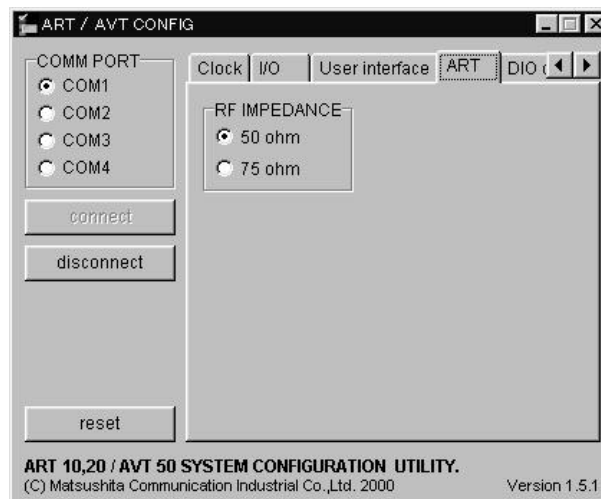 ART / AVT CONFIG
COMM PORT
COM1
COM2
COM3
COM4
connect
disconnect
reset
Clock I/O User interface ART DIO
RF IMPEDANCE
50 ohm
75 ohm
ART 10,20 / AVT 50 SYSTEM CONFIGURATION UTILITY.
(C) Matsushita Communication Industrial Co.,Ltd. 2000 Version 1.5.1